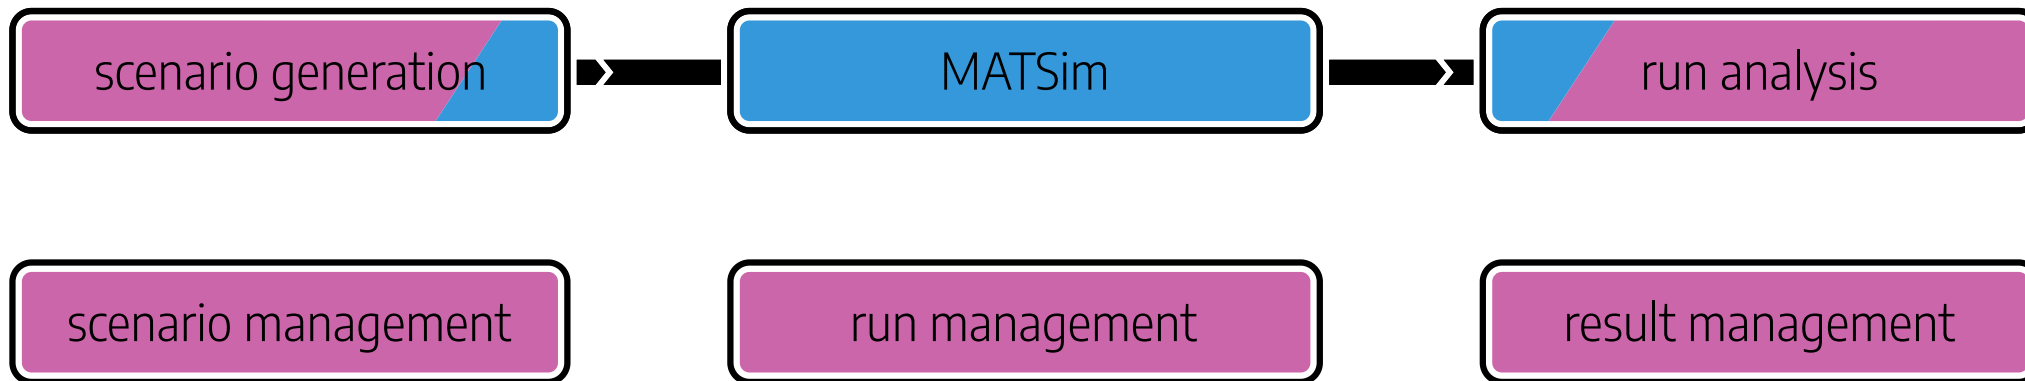 scenario generation
MATSim
run analysis
scenario management
run management
result management